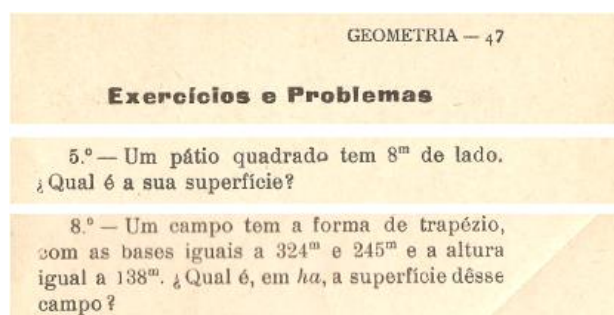 GEOMETRIA — 47
Exercícios e Problemas
5.º — Um pátio quadrado tem 8ᵐ de lado.
¿Qual é a sua superfície?
8.º — Um campo tem a forma de trapézio,
com as bases iguais a 324ᵐ e 245ᵐ e a altura
igual a 138ᵐ. ¿Qual é, em ha, a superfície dêsse
campo?